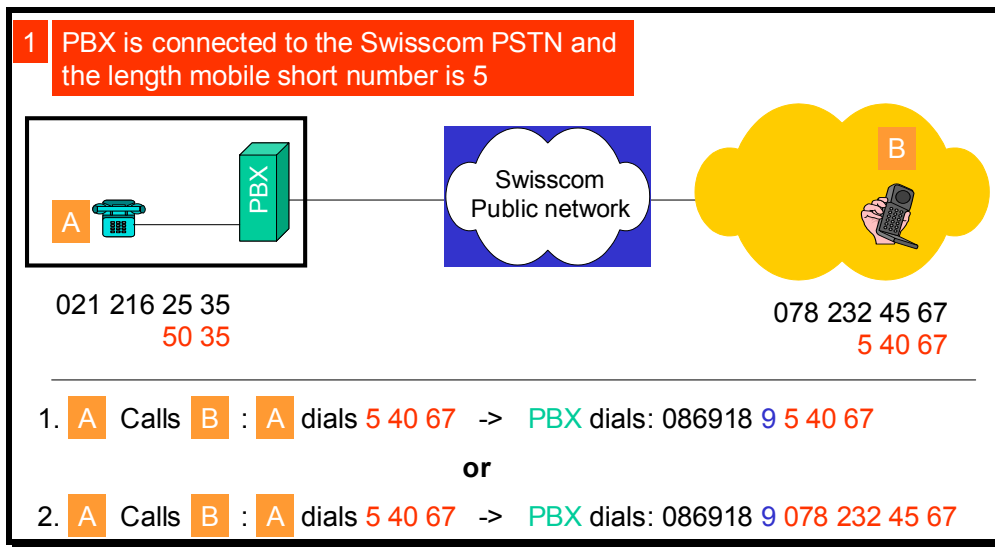 1 PBX is connected to the Swisscom PSTN and
the length mobile short number is 5
A
PBX
Swisscom
Public network
B
021 216 25 35
50 35
078 232 45 67
5 40 67
1. A Calls B : A dials 5 40 67 -> PBX dials: 086918 9 5 40 67
or
2. A Calls B : A dials 5 40 67 -> PBX dials: 086918 9 078 232 45 67